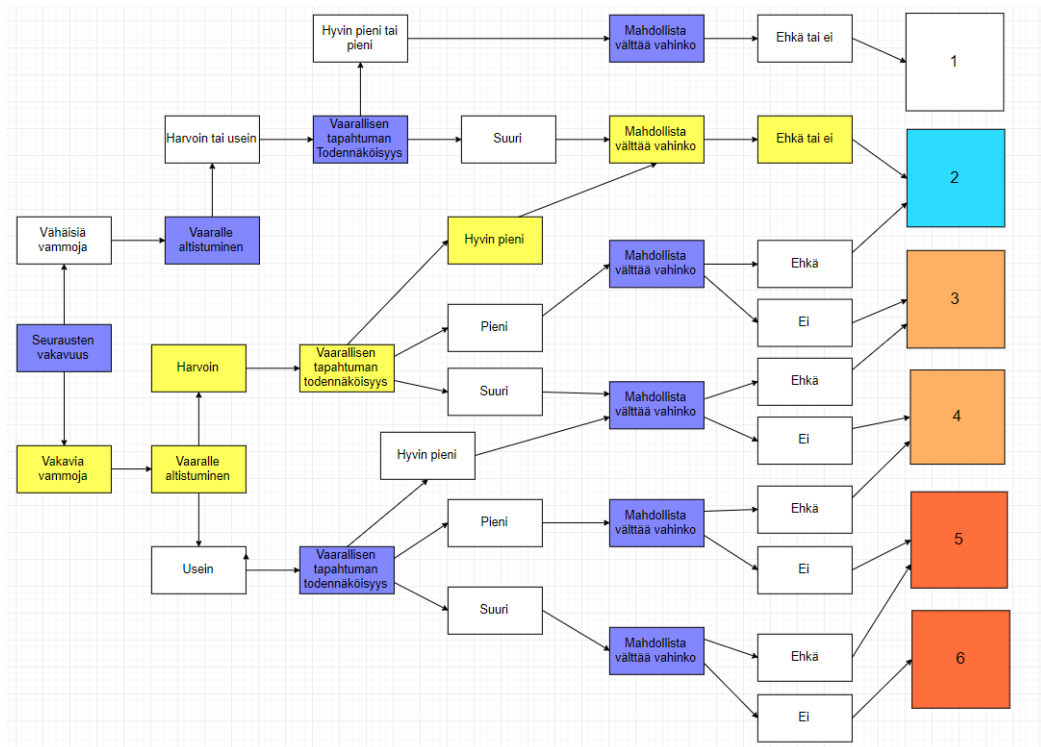 Hyvin pieni tai
pieni
Mahdollista
välttää vahinko
Ehkä tai ei
1
Harvoin tai usein
Vaarallisen
tapahtuman
Todennäköisyys
Suuri
Mahdollista
välttää vahinko
Ehkä tai ei
2
Vähäisiä
vammoja
Vaaralle
altistuminen
Hyvin pieni
Mahdollista
välttää vahinko
Ehkä
Ei
3
Seurausten
vakavuus
Pieni
Harvoin
Vaarallisen
tapahtuman
todennäköisyys
Suuri
Mahdollista
välttää vahinko
Ehkä
Ei
4
Vakavia
vammoja
Vaaralle
altistuminen
Hyvin pieni
Pieni
Mahdollista
välttää vahinko
Ehkä
Ei
5
Usein
Vaarallisen
tapahtuman
todennäköisyys
Suuri
Mahdollista
välttää vahinko
Ehkä
Ei
6